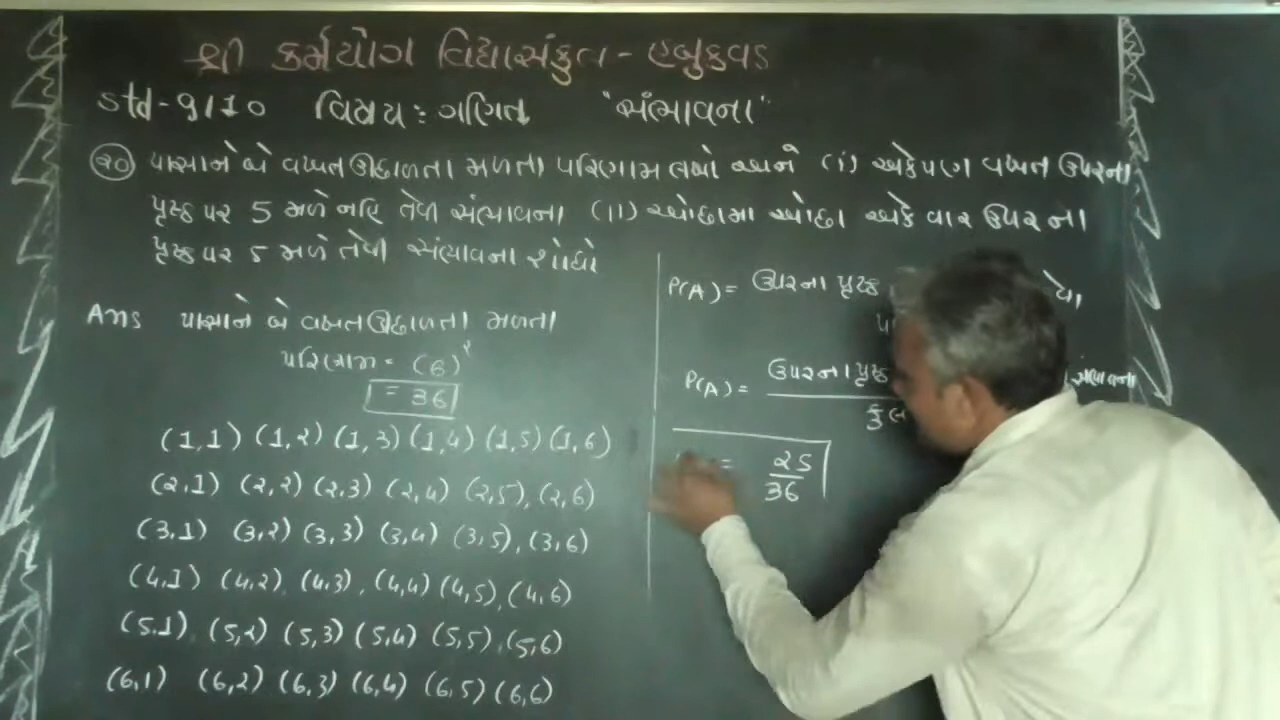 શ્રી કર્મયોગ વિદ્યાસંકુલ - હબુકવડ
Std-9/10 વિષય: ગણિત "સંભાવના"
૨૦ પાસાને બે વખત ઊછાળતા મળતા પરિણામ લખો અને (i) એકેપણ વખત ઉપરના
પૃષ્ઠ પર 5 મળે નહિ તેની સંભાવના (II) ઓછામા ઓછા એક વાર ઉપર ના
પૃષ્ઠ પર 5 મળે તેની સંભાવના શોધો
Ans પાસાને બે વખત ઊછાળતા મળતા
પરિણામ = (6)²
= 36
(1,1) (1,2) (1,3) (1,4) (1,5) (1,6)
(2,1) (2,2) (2,3) (2,4) (2,5), (2,6)
(3,1) (3,2) (3,3) (3,4) (3,5), (3,6)
(4,1) (4,2) (4,3), (4,4) (4,5), (4,6)
(5,1) (5,2) (5,3) (5,4) (5,5), (5,6)
(6,1) (6,2) (6,3) (6,4) (6,5) (6,6)
P(A) = ઉપરના પૃષ્ઠ
P(A) = ઉપરના પૃષ્ઠ
કુલ
= 25
36